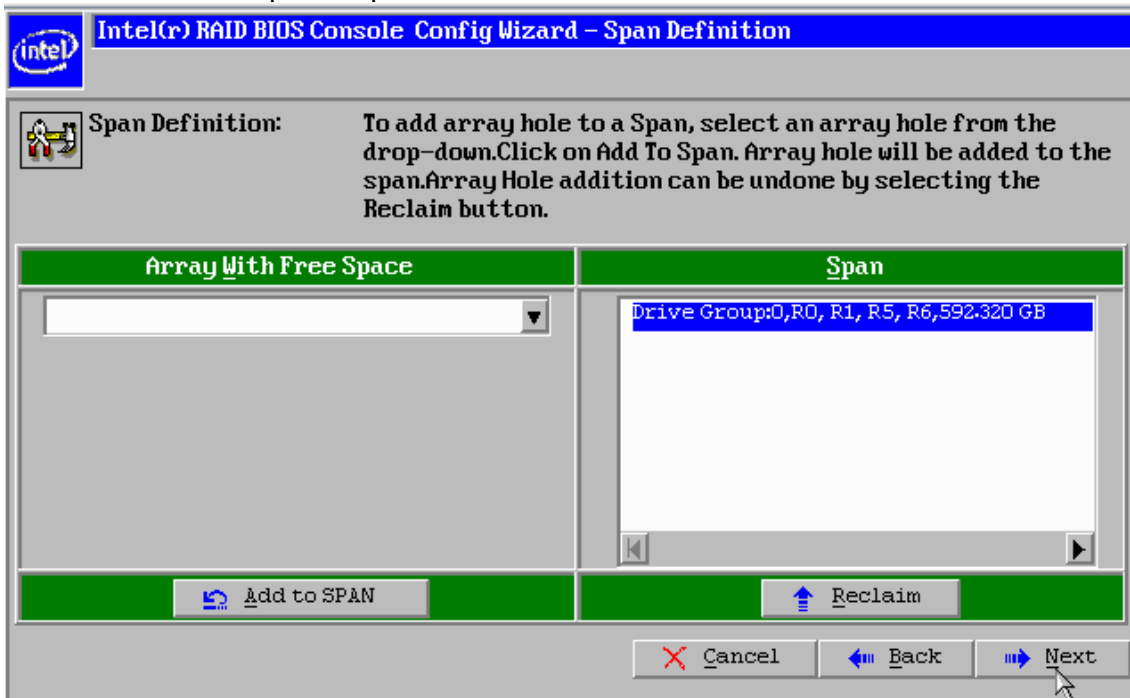 Intel(r) RAID BIOS Console Config Wizard – Span Definition
intel
Span Definition:
To add array hole to a Span, select an array hole from the
drop-down.Click on Add To Span. Array hole will be added to the
span.Array Hole addition can be undone by selecting the
Reclaim button.
Array With Free Space
Span
Drive Group:0,R0, R1, R5, R6,592.320 GB
Add to SPAN
Reclaim
Cancel
Back
Next